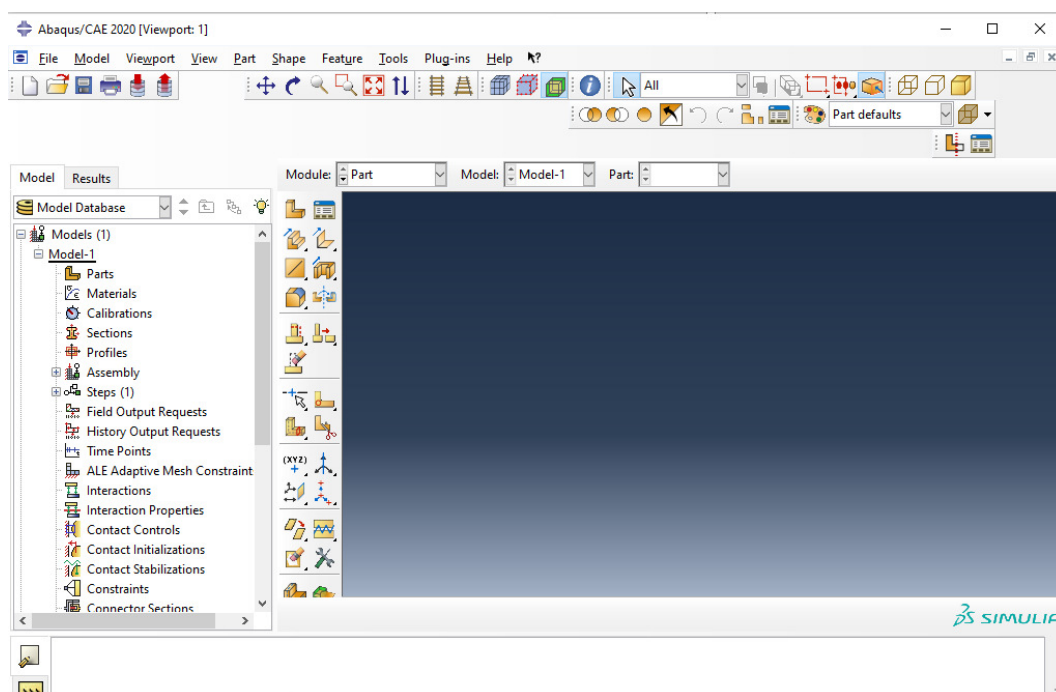 Abaqus/CAE 2020 [Viewport: 1]
File Model Viewport View Part Shape Feature Tools Plug-ins Help
All
Part defaults
Model Results
Module: Part Model: Model-1 Part:
Model Database
Models (1)
Model-1
Parts
Materials
Calibrations
Sections
Profiles
Assembly
Steps (1)
Field Output Requests
History Output Requests
Time Points
ALE Adaptive Mesh Constraint
Interactions
Interaction Properties
Contact Controls
Contact Initializations
Contact Stabilizations
Constraints
Connector Sections
(XYZ)
SIMULIA